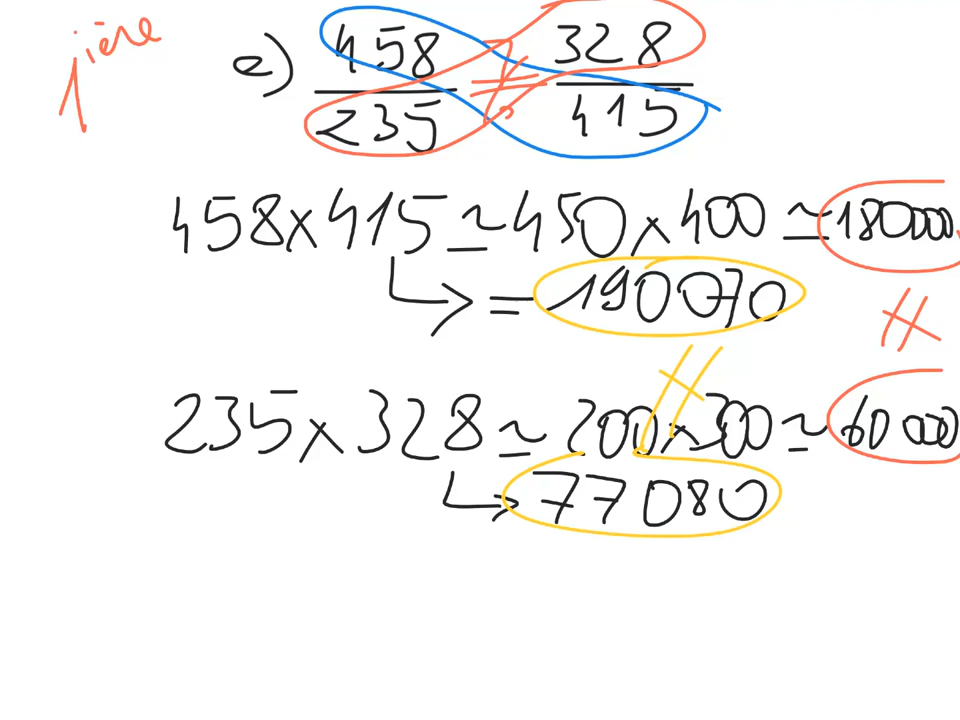 1ière
e) 458/235 ≠ 328/415
458×415 ≃ 450×400 ≃ 180000
↳ = 190070
≠
235×328 ≃ 200×300 ≃ 60000
↳ 77080